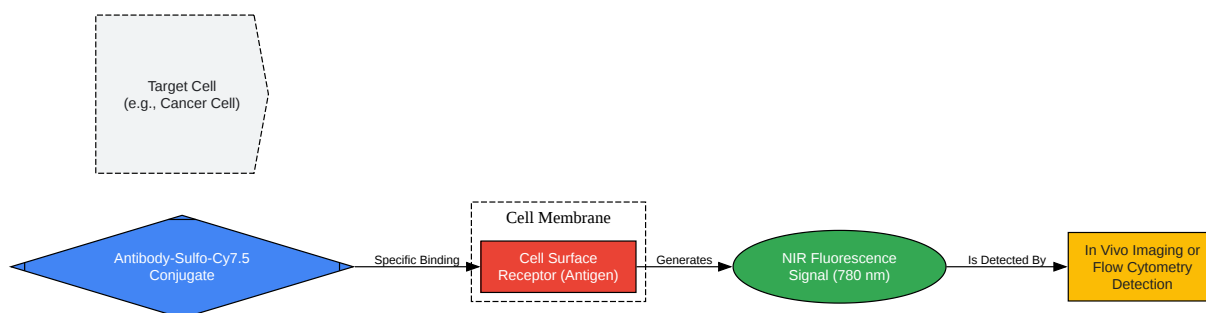 Target Cell
(e.g., Cancer Cell)
Antibody-Sulfo-Cy7.5
Conjugate
Specific Binding
Cell Membrane
Cell Surface
Receptor (Antigen)
Generates
NIR Fluorescence
Signal (780 nm)
Is Detected By
In Vivo Imaging or
Flow Cytometry
Detection